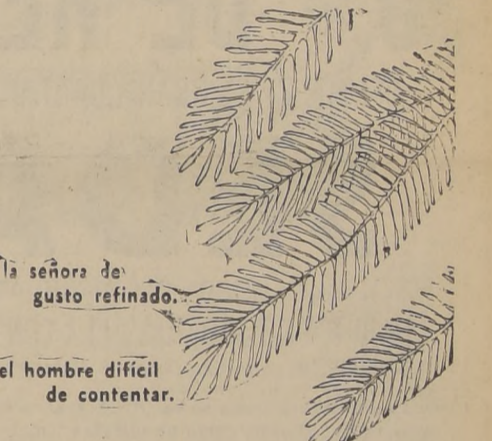 la señora de
gusto refinado.
el hombre difícil
de contentar.